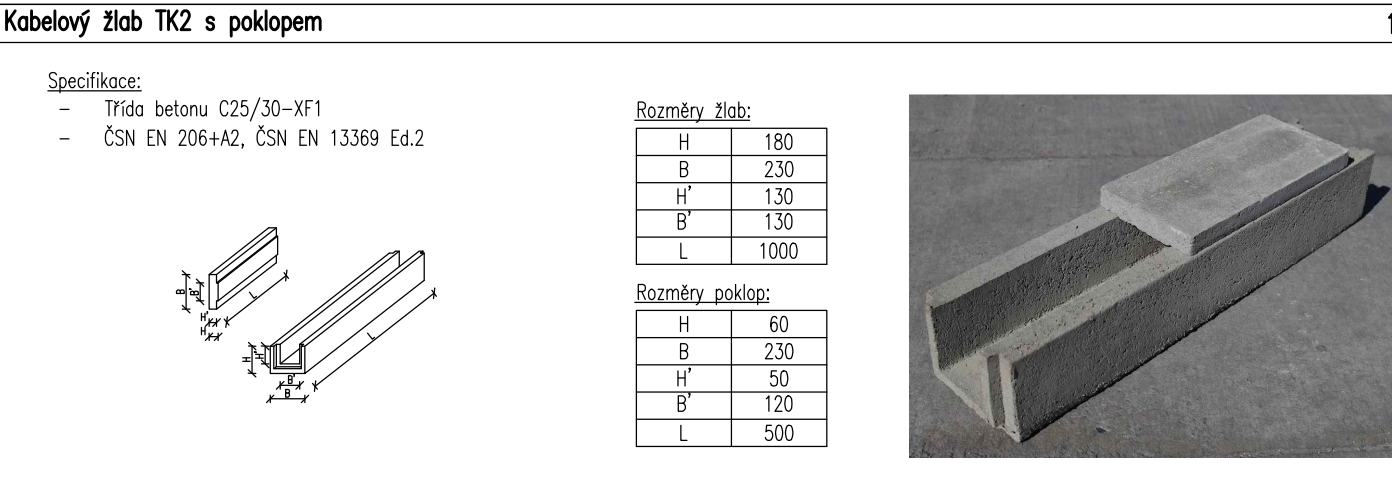 Kabelový žlab TK2 s poklopem 1
Specifikace:
– Třída betonu C25/30–XF1
– ČSN EN 206+A2, ČSN EN 13369 Ed.2
Rozměry žlab:
H 180
B 230
H' 130
B' 130
L 1000
Rozměry poklop:
H 60
B 230
H' 50
B' 120
L 500
B
B'
L
H'
H
H
H'
L
B'
B